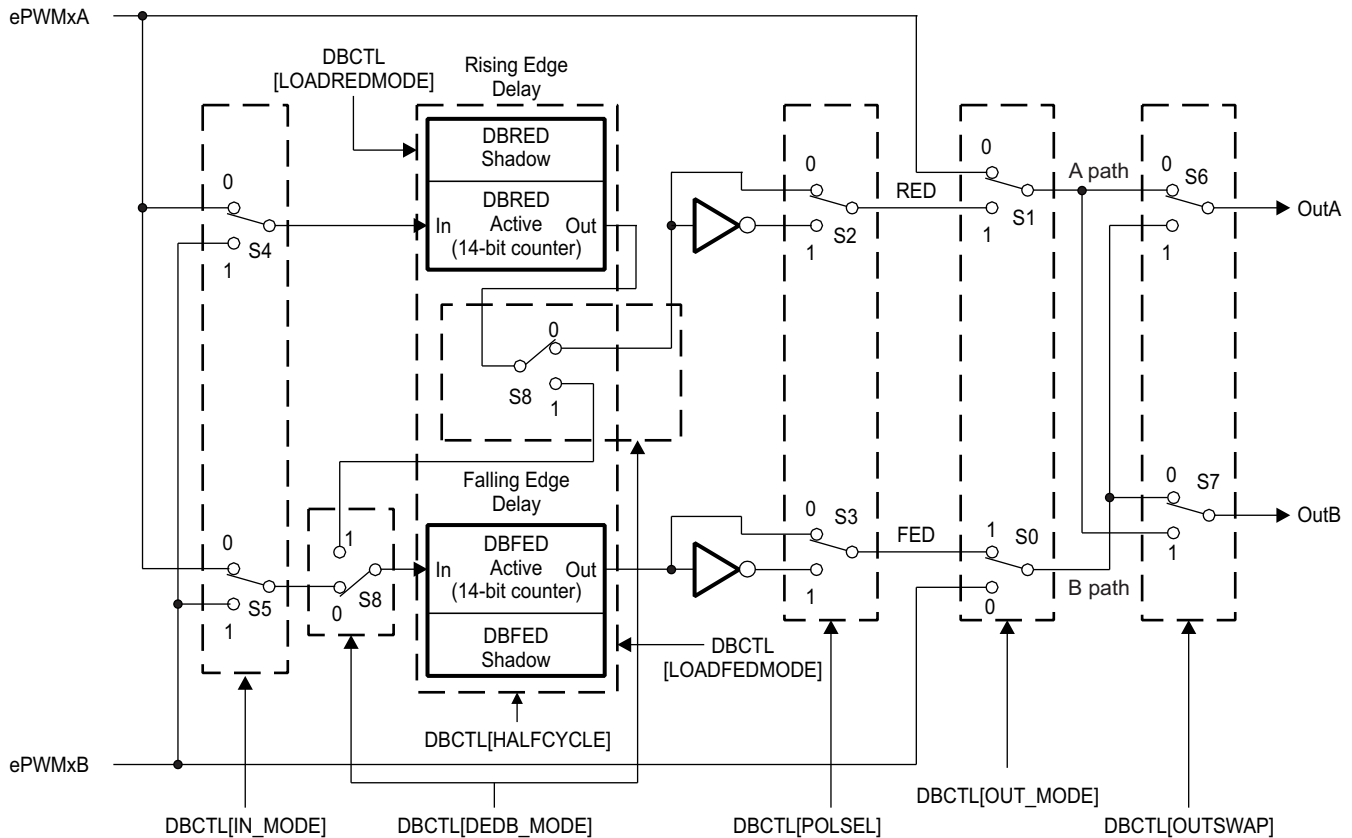 ePWMxA
DBCTL
[LOADREDMODE]
Rising Edge
Delay
DBRED
Shadow
DBRED
In Active Out
(14-bit counter)
0
S4
1
0
S2
1
RED
0
S1
1
A path
0
S6
1
OutA
0
S8
1
Falling Edge
Delay
0
S5
1
1
S8
0
DBFED
In Active Out
(14-bit counter)
DBFED
Shadow
0
S3
1
FED
1
S0
0
B path
0
S7
1
OutB
DBCTL
[LOADFEDMODE]
DBCTL[HALFCYCLE]
ePWMxB
DBCTL[IN_MODE]
DBCTL[DEDB_MODE]
DBCTL[POLSEL]
DBCTL[OUT_MODE]
DBCTL[OUTSWAP]